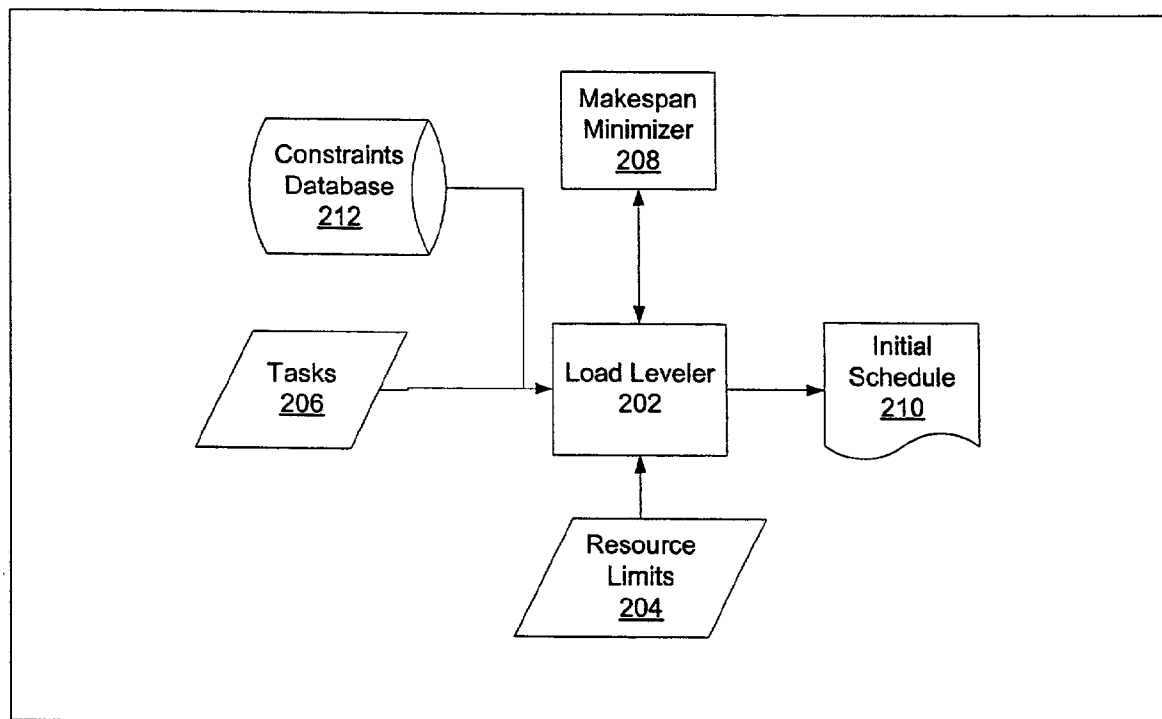 Makespan
Minimizer
208
Constraints
Database
212
Tasks
206
Load Leveler
202
Initial
Schedule
210
Resource
Limits
204